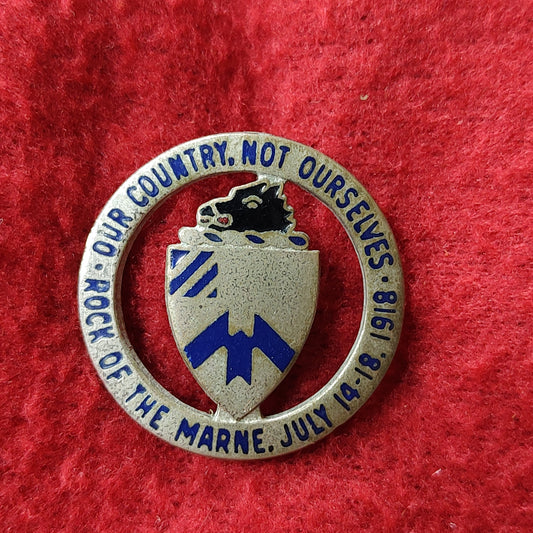 · OUR COUNTRY, NOT OURSELVES ·
ROCK OF THE MARNE, JULY 14-18, 1918